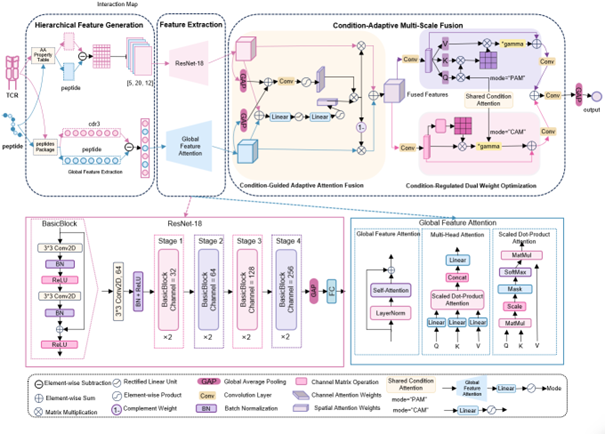 Interaction Map
Hierarchical Feature Generation
Feature Extraction
Condition-Adaptive Multi-Scale Fusion
AA
Property
Table
TCR
peptide
[5, 20, 12]
ResNet-18
peptide
peptides
Package
cdr3
peptide
Global Feature Extraction
Global
Feature
Attention
GAP
GAP
Conv
Linear
Linear
1-
Condition-Guided Adaptive Attention Fusion
Fused Features
Conv
V
K
Q
*gamma
mode="PAM"
Conv
Shared Condition
Attention
Conv
GAP
output
mode="CAM"
*gamma
Conv
Conv
Condition-Regulated Dual Weight Optimization
ResNet-18
BasicBlock
3*3 Conv2D
BN
ReLU
3*3 Conv2D
BN
ReLU
3*3 Conv2D, 64
BN + ReLU
Stage 1
BasicBlock
Channel = 32
×2
Stage 2
BasicBlock
Channel = 64
×2
Stage 3
BasicBlock
Channel = 128
×2
Stage 4
BasicBlock
Channel = 256
×2
GAP
FC
Global Feature Attention
Global Feature Attention
Self-Attention
LayerNorm
Multi-Head Attention
Linear
Concat
Scaled Dot-Product
Attention
Linear
Linear
Linear
Q K V
Scaled Dot-Product
Attention
MatMul
SoftMax
Mask
Scale
MatMul
V
Q K V
Element-wise Subtraction
Rectified Linear Unit
GAP
Global Average Pooling
Channel Matrix Operation
Shared Condition
Attention
Global
Feature
Attention
Linear
Mode
Element-wise Sum
Element-wise Product
Conv
Convolution Layer
Channel Attention Weights
mode="PAM"
Matrix Multiplication
1-
Complement Weight
BN
Batch Normalization
Spatial Attention Weights
mode="CAM"
Linear